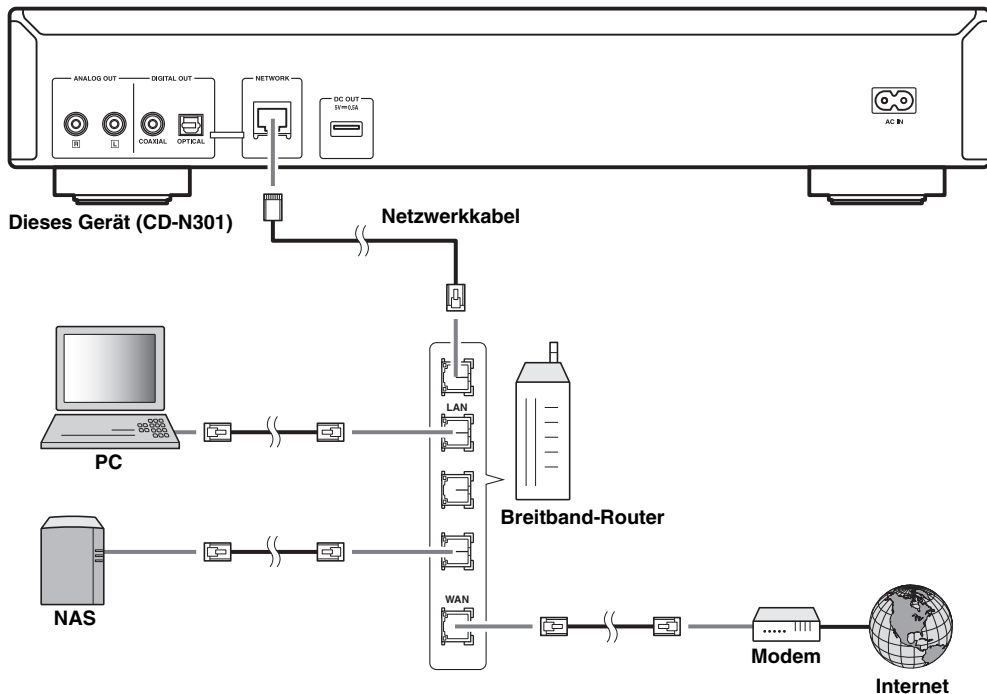 ANALOG OUT
DIGITAL OUT
NETWORK
DC OUT
5V⎓0.5A
R
L
COAXIAL
OPTICAL
AC IN
Dieses Gerät (CD-N301)
Netzwerkkabel
LAN
PC
Breitband-Router
NAS
WAN
Modem
Internet